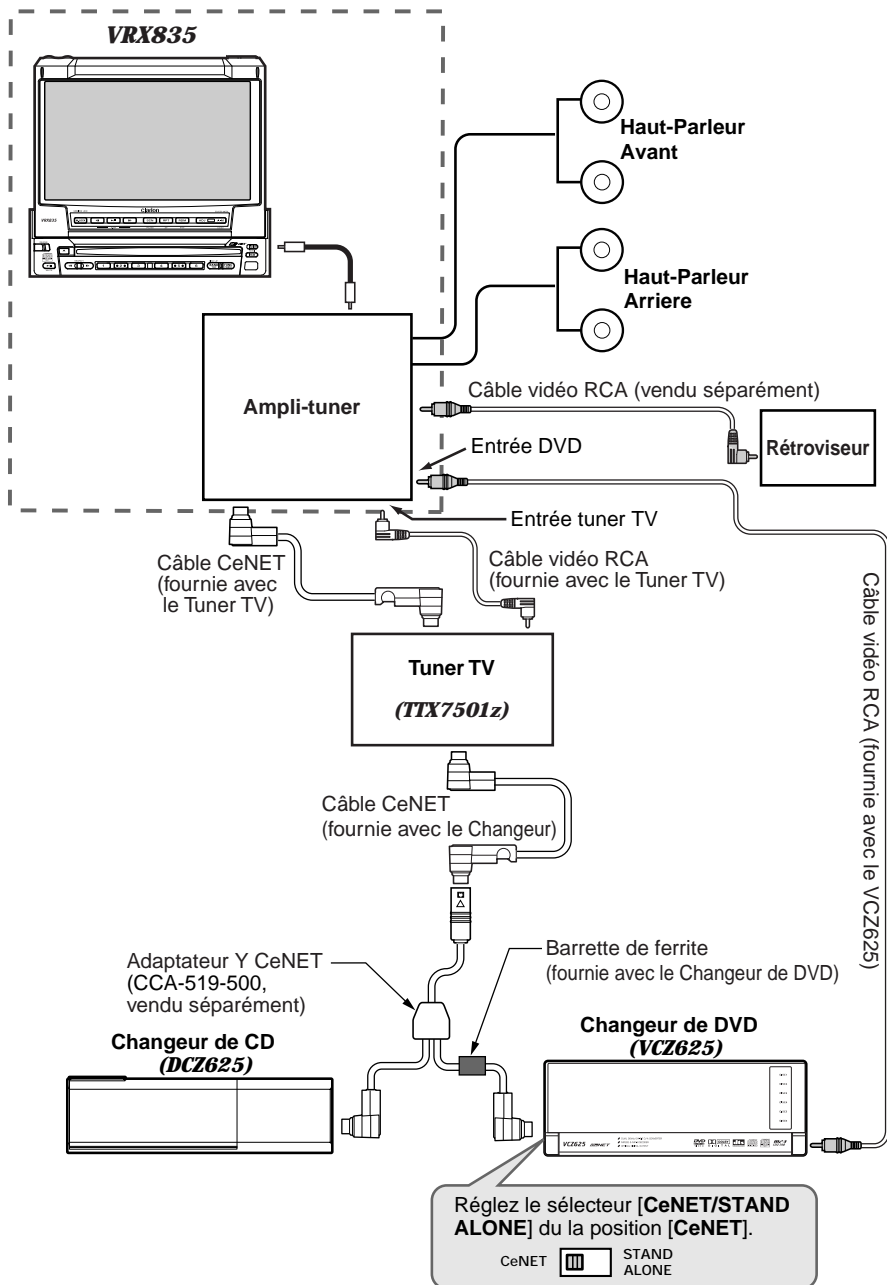 VRX835
clarion
VRX835
Haut-Parleur
Avant
Haut-Parleur
Arriere
Ampli-tuner
Câble vidéo RCA (vendu séparément)
Rétroviseur
Entrée DVD
Entrée tuner TV
Câble CeNET
(fournie avec
le Tuner TV)
Câble vidéo RCA
(fournie avec le Tuner TV)
Câble vidéo RCA (fournie avec le VCZ625)
Tuner TV
(TTX7501z)
Câble CeNET
(fournie avec le Changeur)
Adaptateur Y CeNET
(CCA-519-500,
vendu séparément)
Barrette de ferrite
(fournie avec le Changeur de DVD)
Changeur de CD
(DCZ625)
Changeur de DVD
(VCZ625)
VCZ625 CeNET
Réglez le sélecteur [CeNET/STAND
ALONE] du la position [CeNET].
CeNET
STAND
ALONE